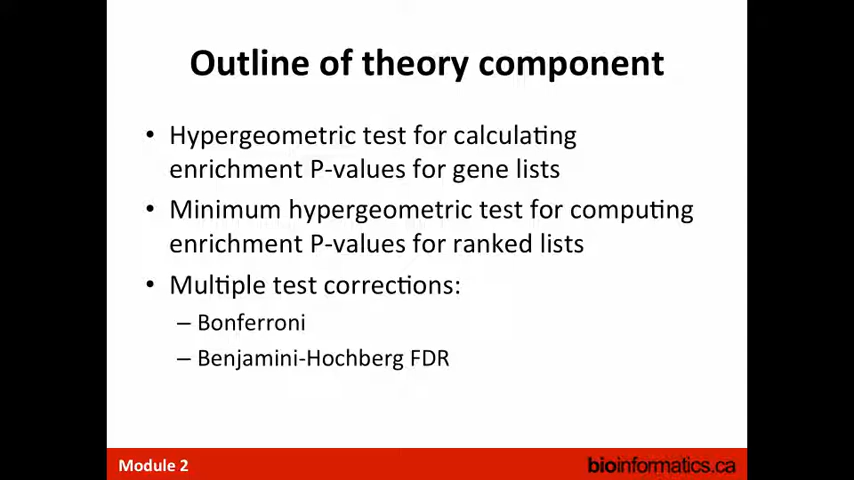 Outline of theory component
• Hypergeometric test for calculating
enrichment P-values for gene lists
• Minimum hypergeometric test for computing
enrichment P-values for ranked lists
• Multiple test corrections:
– Bonferroni
– Benjamini-Hochberg FDR
Module 2
bioinformatics.ca